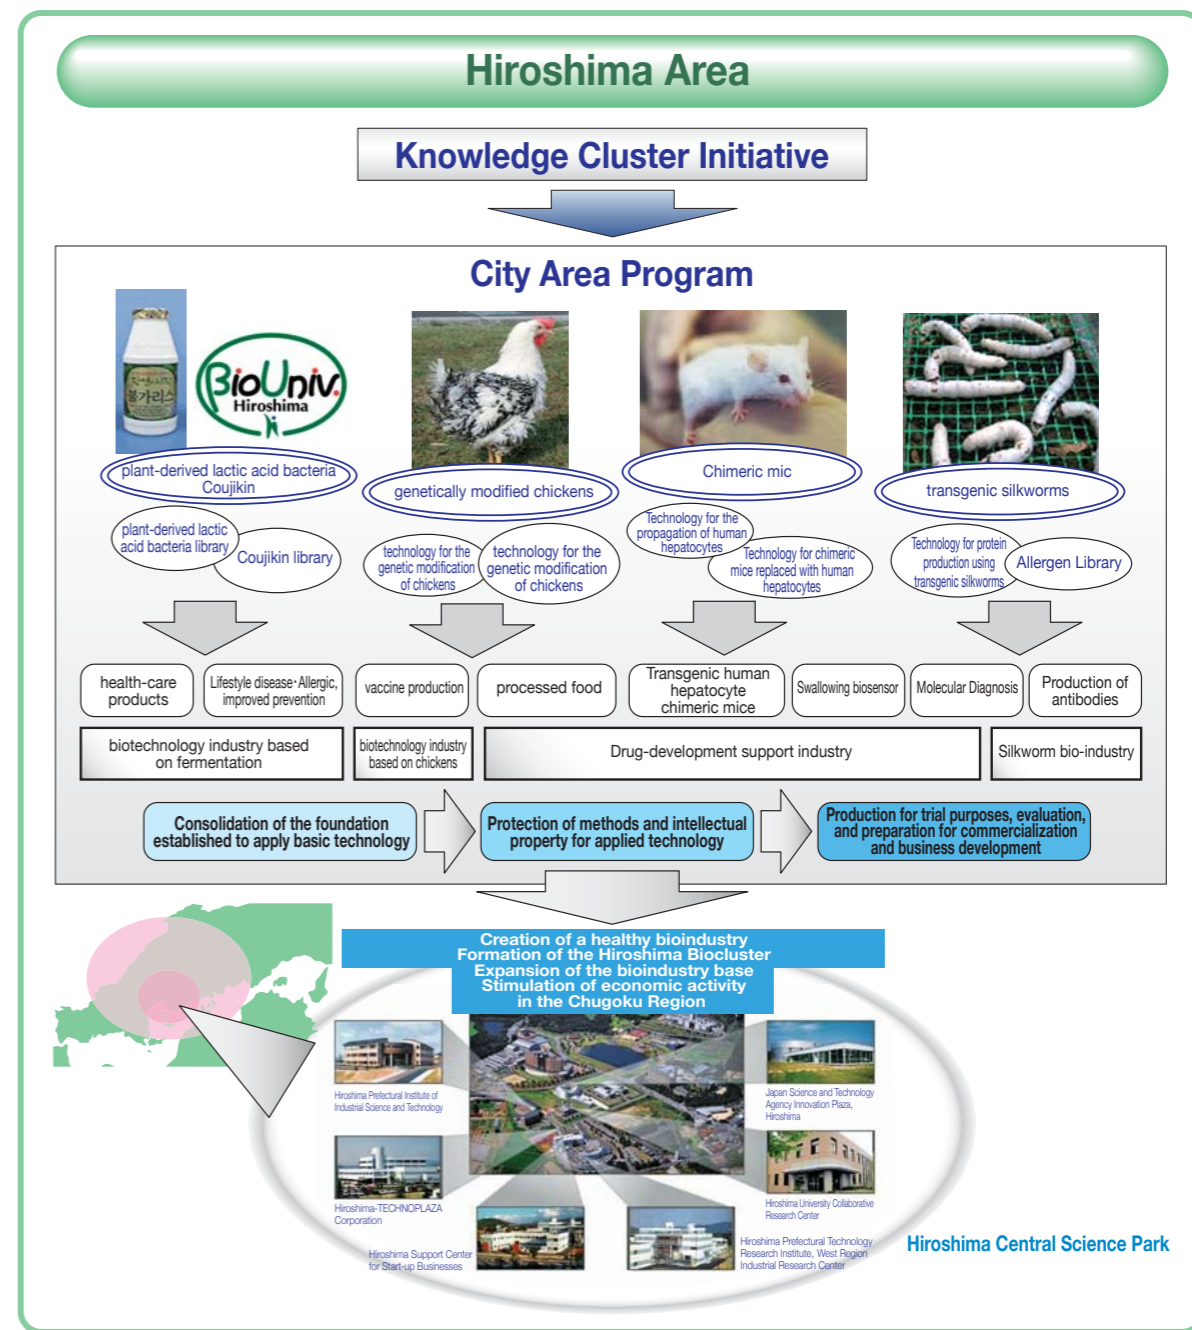 Hiroshima Area
Knowledge Cluster Initiative
City Area Program
불가리스
BioUniv.
Hiroshima
plant-derived lactic acid bacteria
Coujikin
genetically modified chickens
Chimeric mic
transgenic silkworms
plant-derived lactic
acid bacteria library
Coujikin library
technology for the
genetic modification
of chickens
technology for the
genetic modification
of chickens
Technology for the
propagation of human
hepatocytes
Technology for chimeric
mice replaced with human
hepatocytes
Technology for protein
production using
transgenic silkworms
Allergen Library
health-care
products
Lifestyle disease・Allergic,
improved prevention
vaccine production
processed food
Transgenic human
hepatocyte
chimeric mice
Swallowing biosensor
Molecular Diagnosis
Production of
antibodies
biotechnology industry based
on fermentation
biotechnology industry
based on chickens
Drug-development support industry
Silkworm bio-industry
Consolidation of the foundation
established to apply basic technology
Protection of methods and intellectual
property for applied technology
Production for trial purposes, evaluation,
and preparation for commercialization
and business development
Creation of a healthy bioindustry
Formation of the Hiroshima Biocluster
Expansion of the bioindustry base
Stimulation of economic activity
in the Chugoku Region
Hiroshima Prefectural Institute of
Industrial Science and Technology
Japan Science and Technology
Agency Innovation Plaza,
Hiroshima
Hiroshima-TECHNOPLAZA
Corporation
Hiroshima University Collaborative
Research Center
Hiroshima Support Center
for Start-up Businesses
Hiroshima Prefectural Technology
Research Institute, West Region
Industrial Research Center
Hiroshima Central Science Park